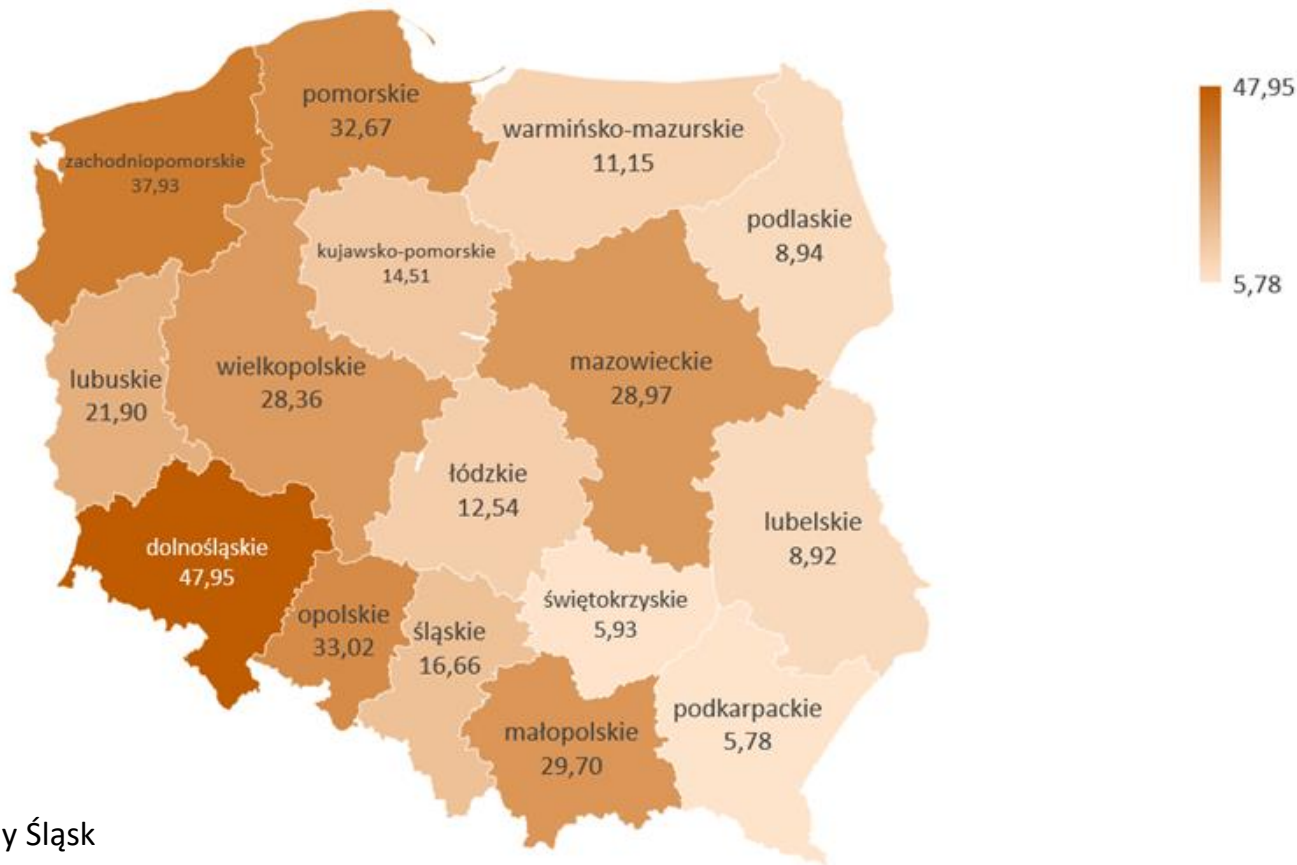 47,95
5,78
pomorskie
32,67
warmińsko-mazurskie
11,15
zachodniopomorskie
37,93
podlaskie
8,94
kujawsko-pomorskie
14,51
mazowieckie
28,97
wielkopolskie
28,36
lubuskie
21,90
łódzkie
12,54
lubelskie
8,92
dolnośląskie
47,95
świętokrzyskie
5,93
opolskie
33,02
śląskie
16,66
podkarpackie
5,78
małopolskie
29,70
y Śląsk